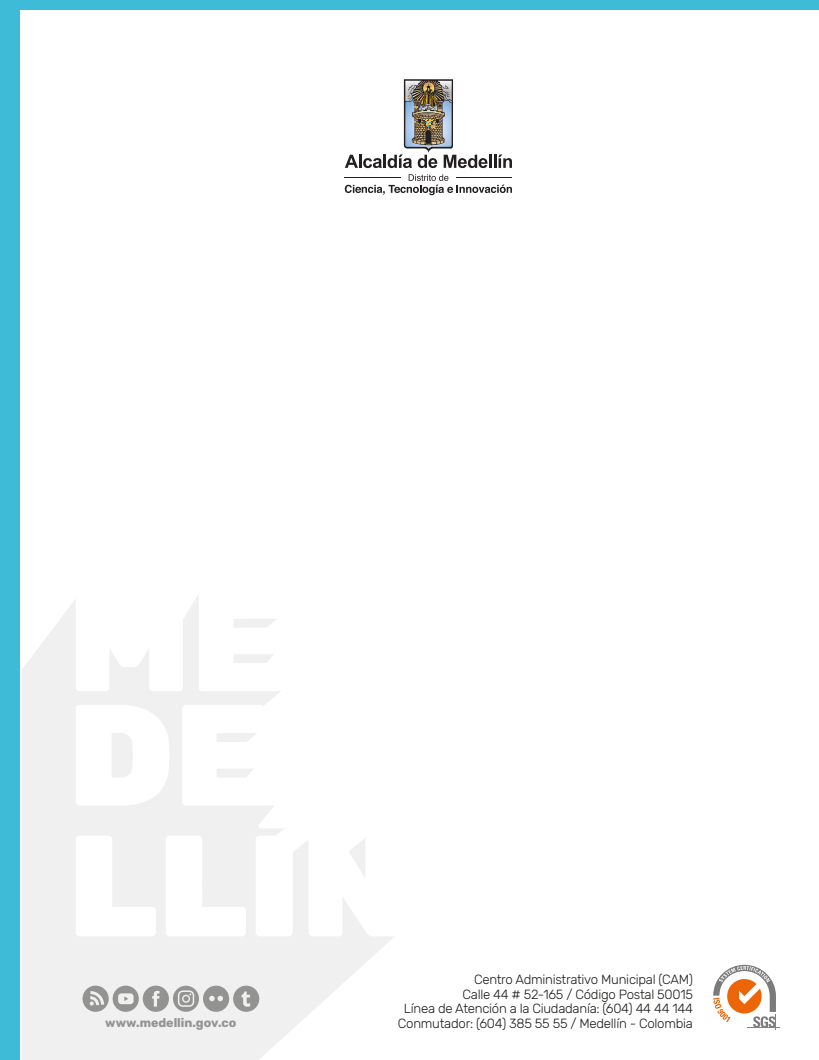 Alcaldía de Medellín
Distrito de
Ciencia, Tecnología e Innovación
ME
DE
LLÍN
www.medellin.gov.co
Centro Administrativo Municipal (CAM)
Calle 44 # 52-165 / Código Postal 50015
Línea de Atención a la Ciudadanía: (604) 44 44 144
Conmutador: (604) 385 55 55 / Medellín - Colombia
SYSTEM CERTIFICATION
ISO 9001
SGS